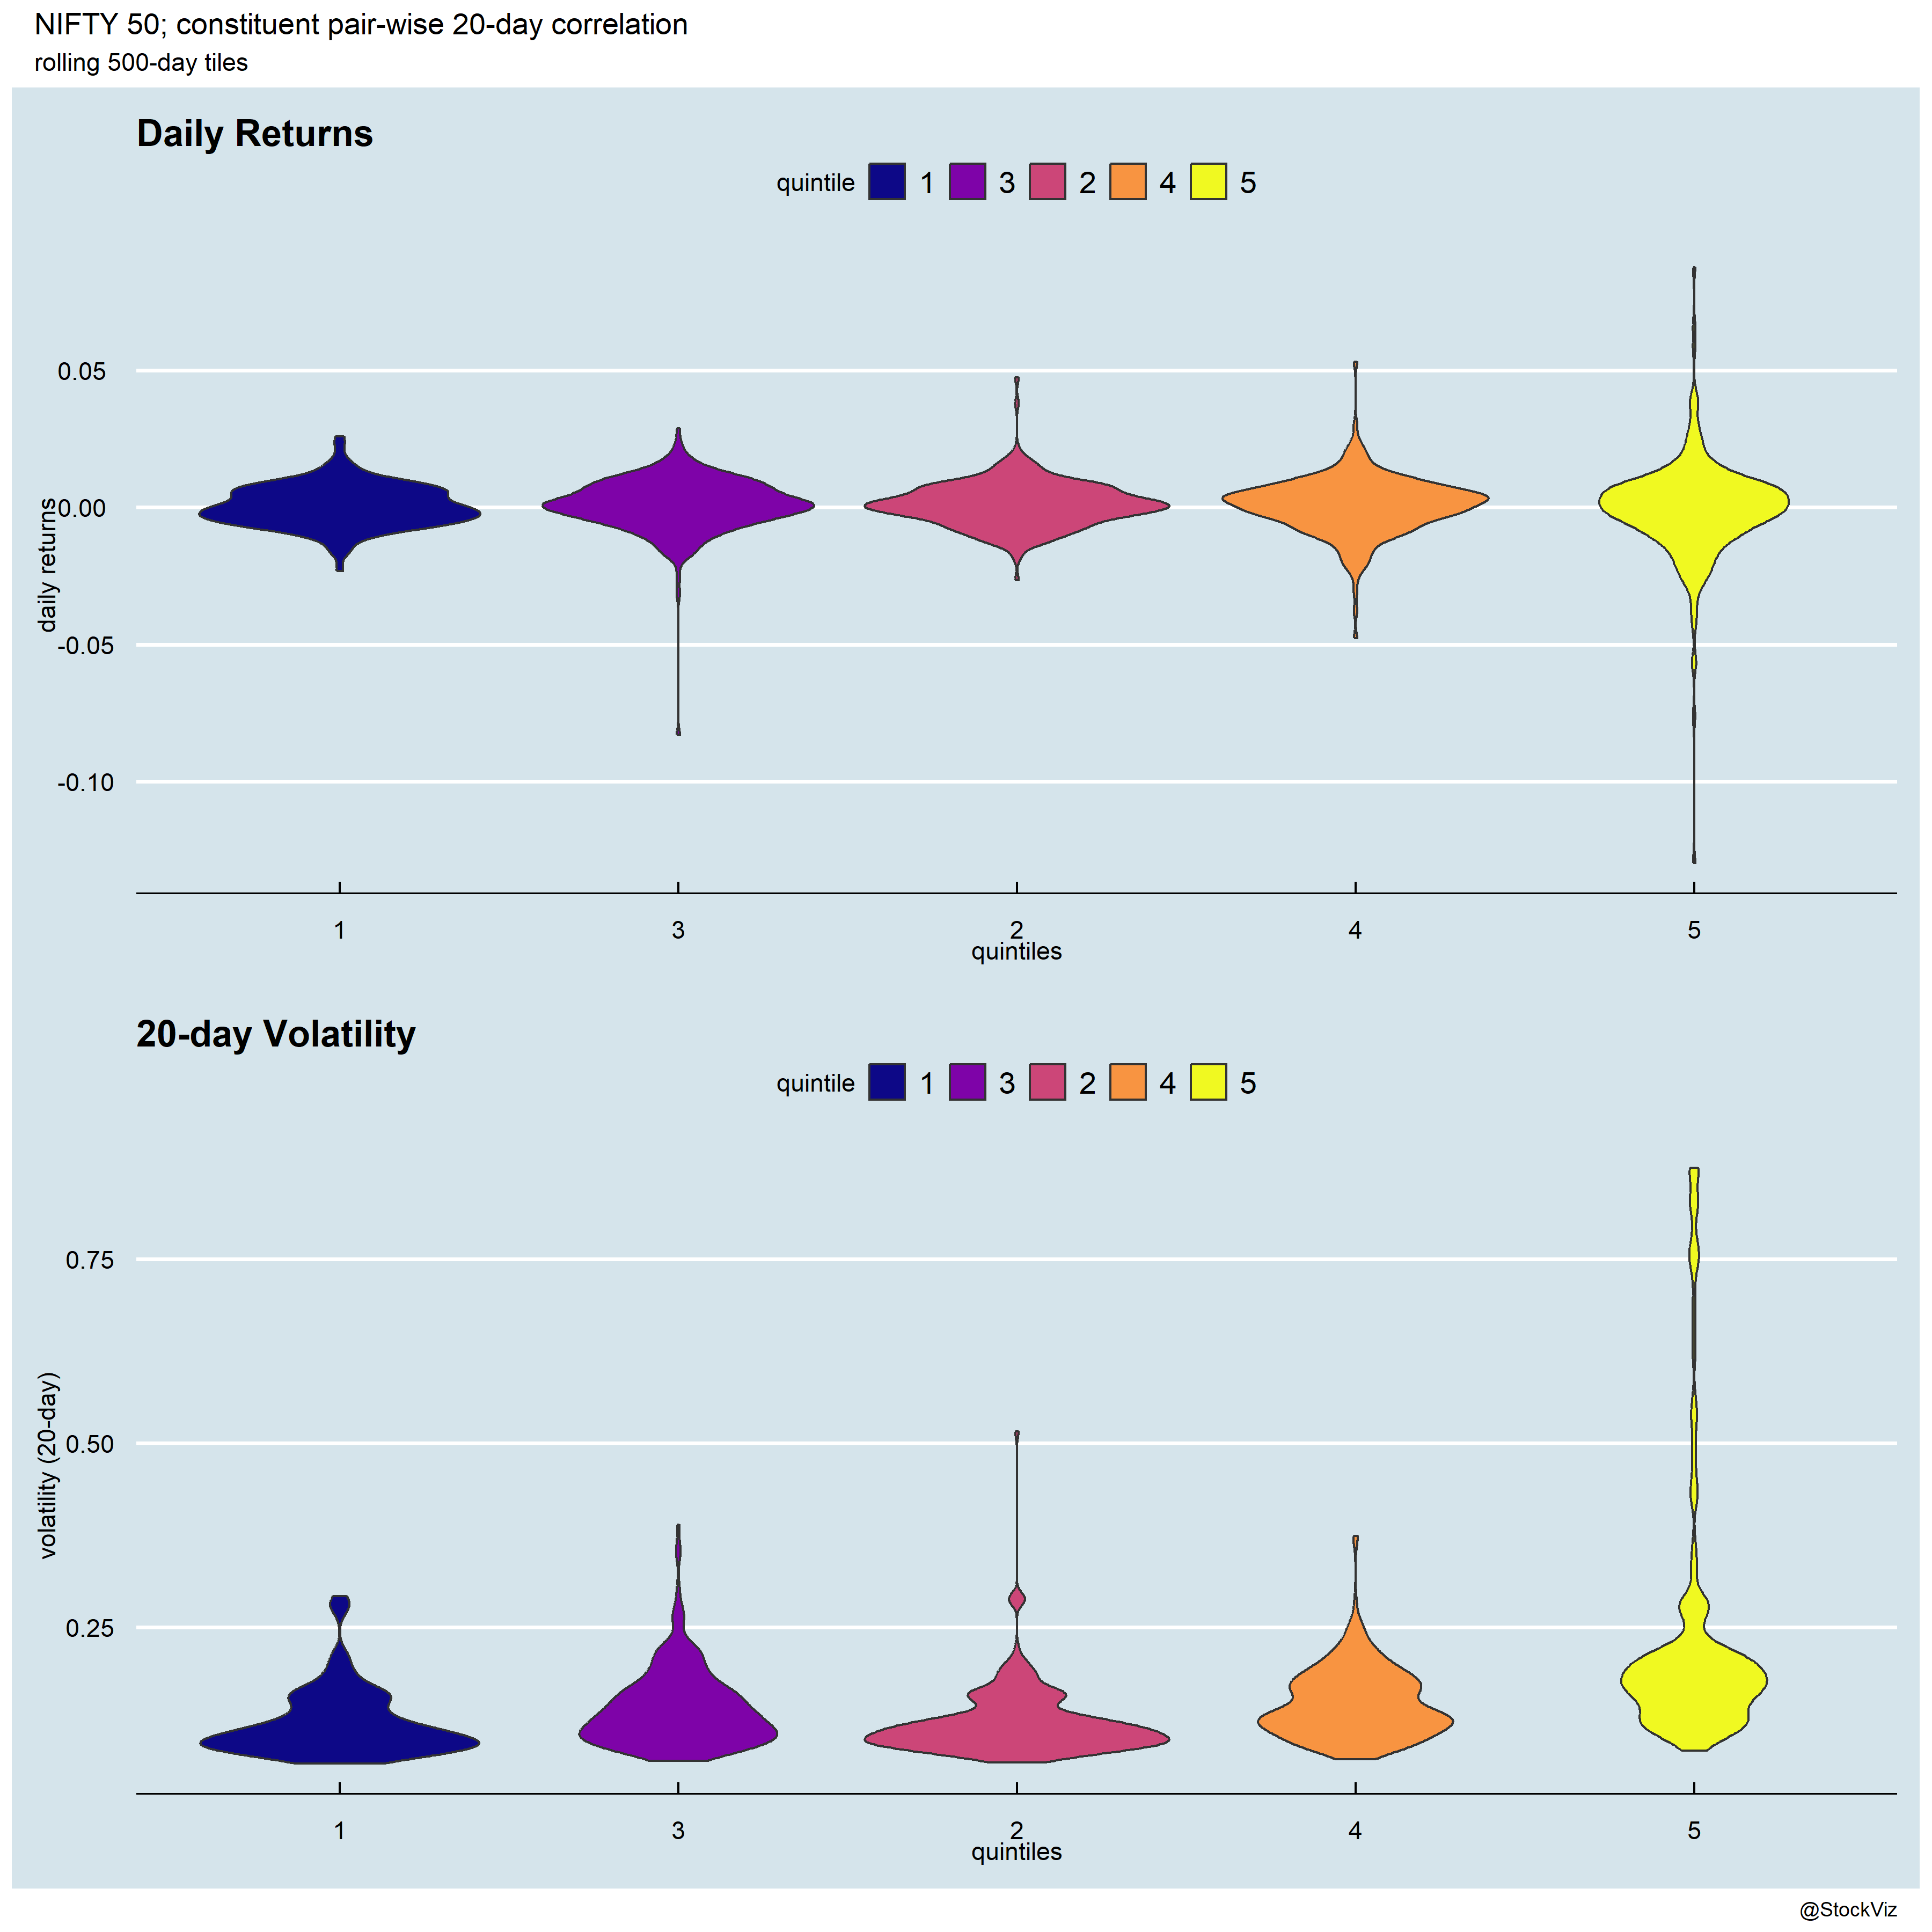 NIFTY 50; constituent pair-wise 20-day correlation
rolling 500-day tiles
Daily Returns
quintile 1 3 2 4 5
daily returns
0.05
0.00
-0.05
-0.10
1 3 2 4 5
quintiles
20-day Volatility
quintile 1 3 2 4 5
volatility (20-day)
0.75
0.50
0.25
1 3 2 4 5
quintiles
@StockViz